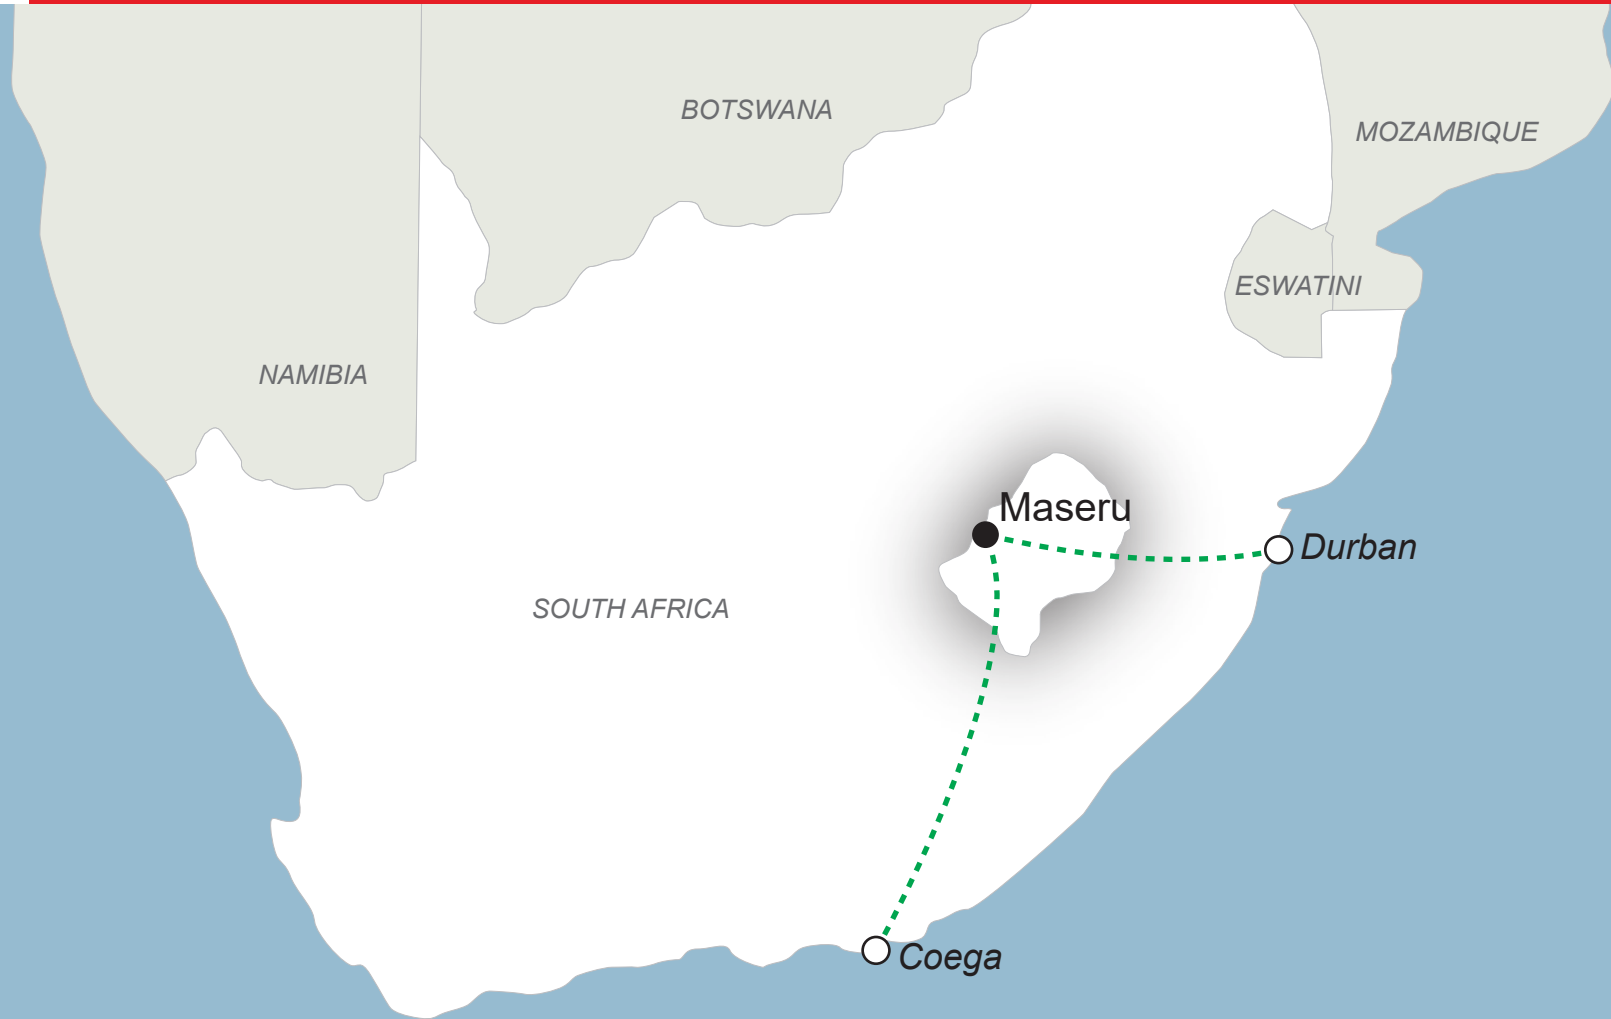 BOTSWANA
MOZAMBIQUE
ESWATINI
NAMIBIA
Maseru
Durban
SOUTH AFRICA
Coega